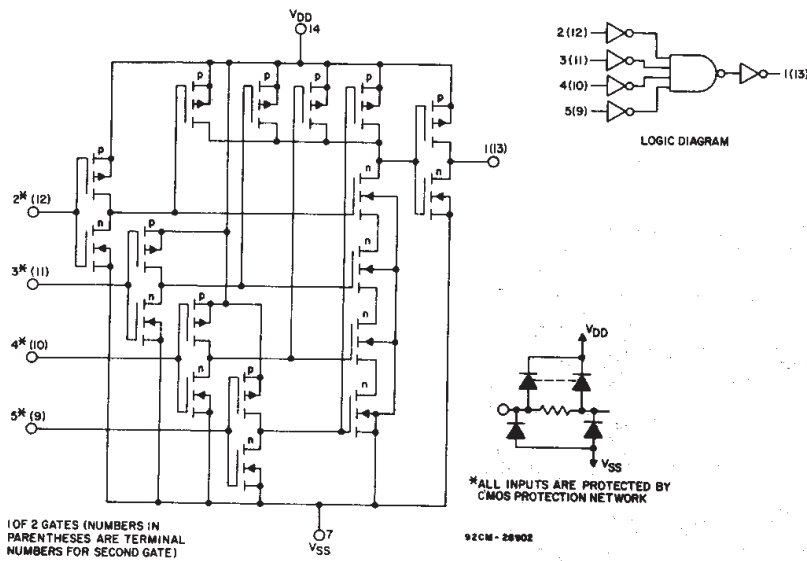 VDD
14
p
p
p
p
p
p
n
n
n
n
n
n
p
n
p
n
p
n
2* (12)
3* (11)
4* (10)
5* (9)
1(13)
7
VSS
1 OF 2 GATES (NUMBERS IN
PARENTHESES ARE TERMINAL
NUMBERS FOR SECOND GATE)
2(12)
3(11)
4(10)
5(9)
1(13)
LOGIC DIAGRAM
VDD
VSS
*ALL INPUTS ARE PROTECTED BY
CMOS PROTECTION NETWORK
92CM-28902